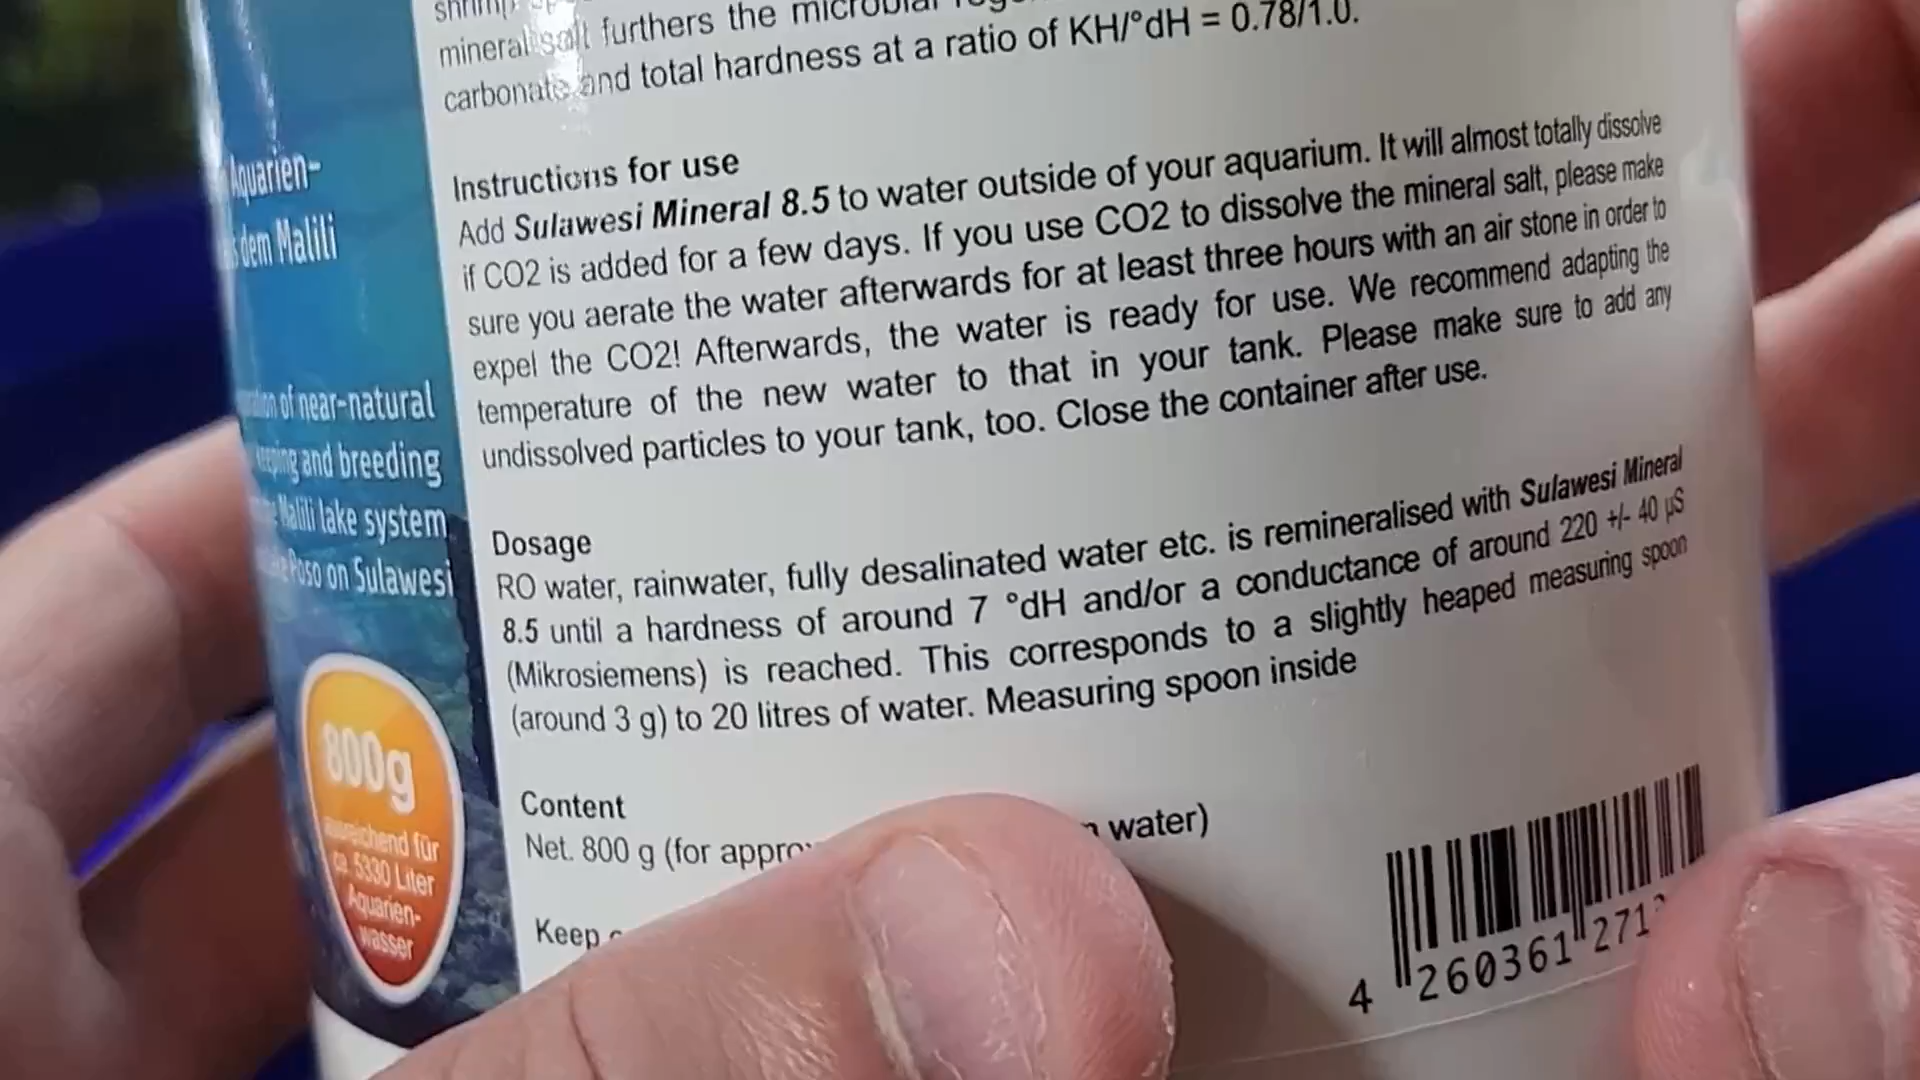 mineral salt furthers the microbial
carbonate and total hardness at a ratio of KH/°dH = 0.78/1.0.
Instructions for use
Add Sulawesi Mineral 8.5 to water outside of your aquarium. It will almost totally dissolve
if CO2 is added for a few days. If you use CO2 to dissolve the mineral salt, please make
sure you aerate the water afterwards for at least three hours with an air stone in order to
expel the CO2! Afterwards, the water is ready for use. We recommend adapting the
temperature of the new water to that in your tank. Please make sure to add any
undissolved particles to your tank, too. Close the container after use.
Dosage
RO water, rainwater, fully desalinated water etc. is remineralised with Sulawesi Mineral
8.5 until a hardness of around 7 °dH and/or a conductance of around 220 +/- 40 µS
(Mikrosiemens) is reached. This corresponds to a slightly heaped measuring spoon
(around 3 g) to 20 litres of water. Measuring spoon inside
Content
Net. 800 g (for water)
Keep
4 260361 271
Aquarien-
dem Malili
of near-natural
and breeding
Malili lake system
Poso on Sulawesi
800g
ausreichend für
ca. 5330 Liter
Aquarien-
wasser